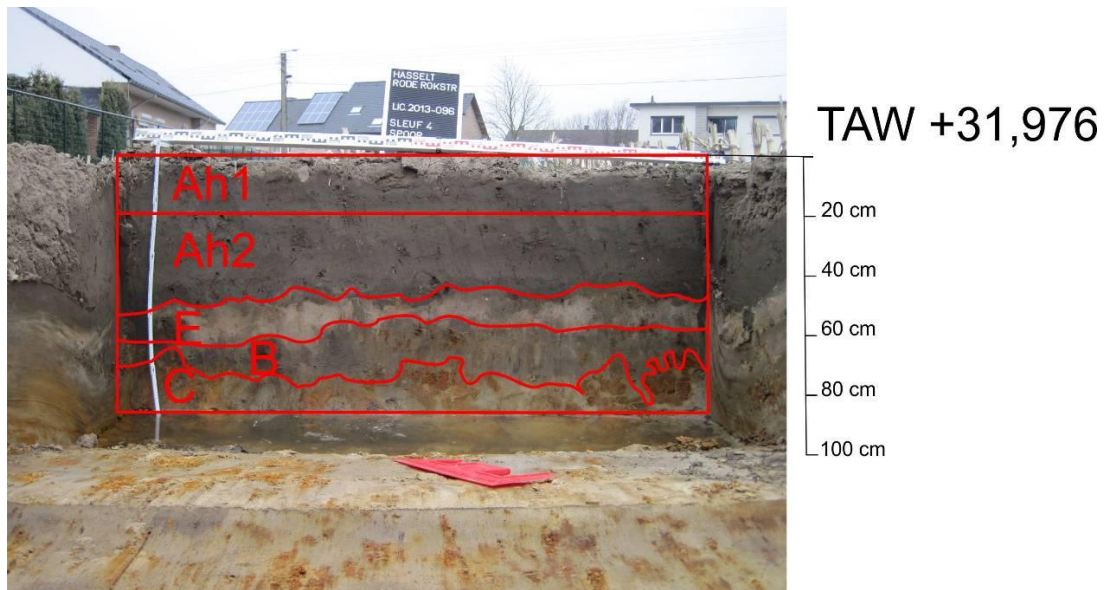 HASSELT
RODE ROKSTR
LIC 2013-096
SLEUF 4
SPOOR
TAW +31,976
Ah1
20 cm
Ah2
40 cm
E
60 cm
B
C
80 cm
100 cm